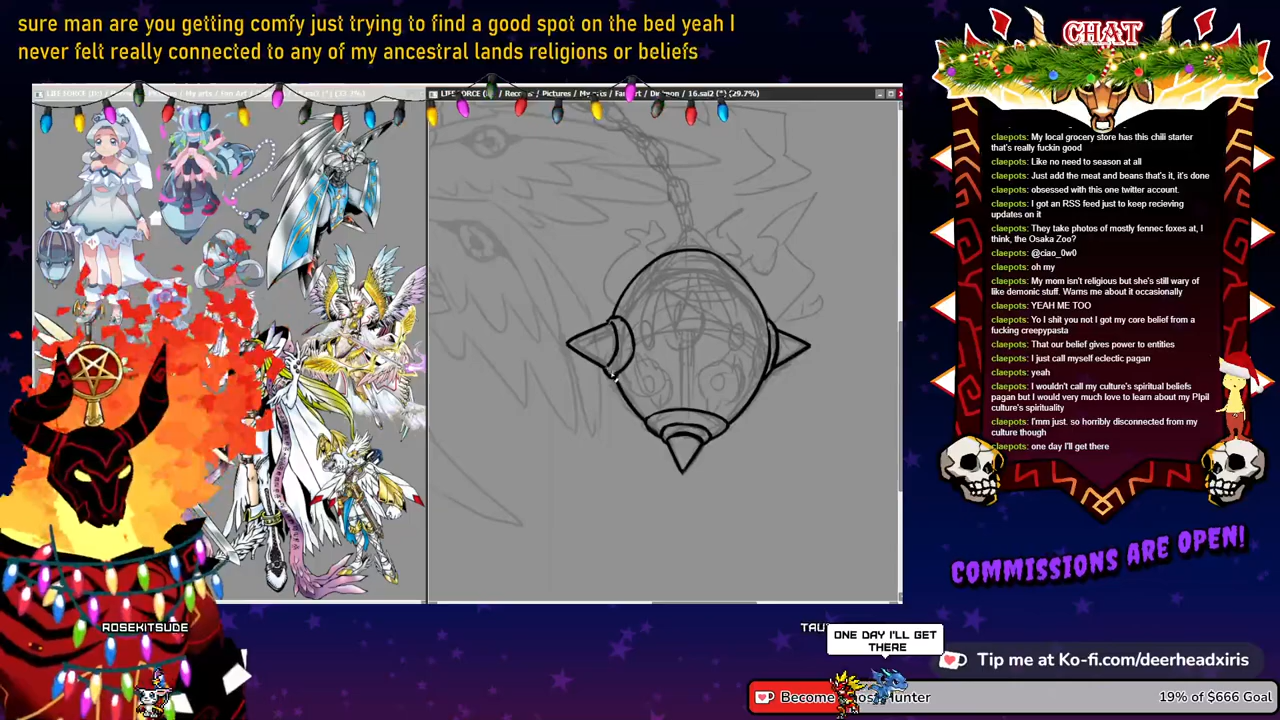 sure man are you getting comfy just trying to find a good spot on the bed yeah I
never felt really connected to any of my ancestral lands religions or beliefs
CHAT
claepots: My local grocery store has this chili starter
that's really fuckin good
claepots: Like no need to season at all
claepots: Just add the meat and beans that's it, it's done
claepots: obsessed with this one twitter account.
claepots: I got an RSS feed just to keep recieving
updates on it
claepots: They take photos of mostly fennec foxes at, I
think, the Osaka Zoo?
claepots: @ciao_0w0
claepots: oh my
claepots: My mom isn't religious but she's still wary of
like demonic stuff. Warns me about it occasionally
claepots: YEAH ME TOO
claepots: Yo I shit you not I got my core belief from a
fucking creepypasta
claepots: That our belief gives power to entities
claepots: I just call myself eclectic pagan
claepots: yeah
claepots: I wouldn't call my culture's spiritual beliefs
pagan but I would very much love to learn about my PIpil
culture's spirituality
claepots: I'mm just. so horribly disconnected from my
culture though
claepots: one day I'll get there
COMMISSIONS ARE OPEN!
ROSEKITSUDE
ONE DAY I'LL GET
THERE
Tip me at Ko-fi.com/deerheadxiris
Become Hunter
19% of $666 Goal